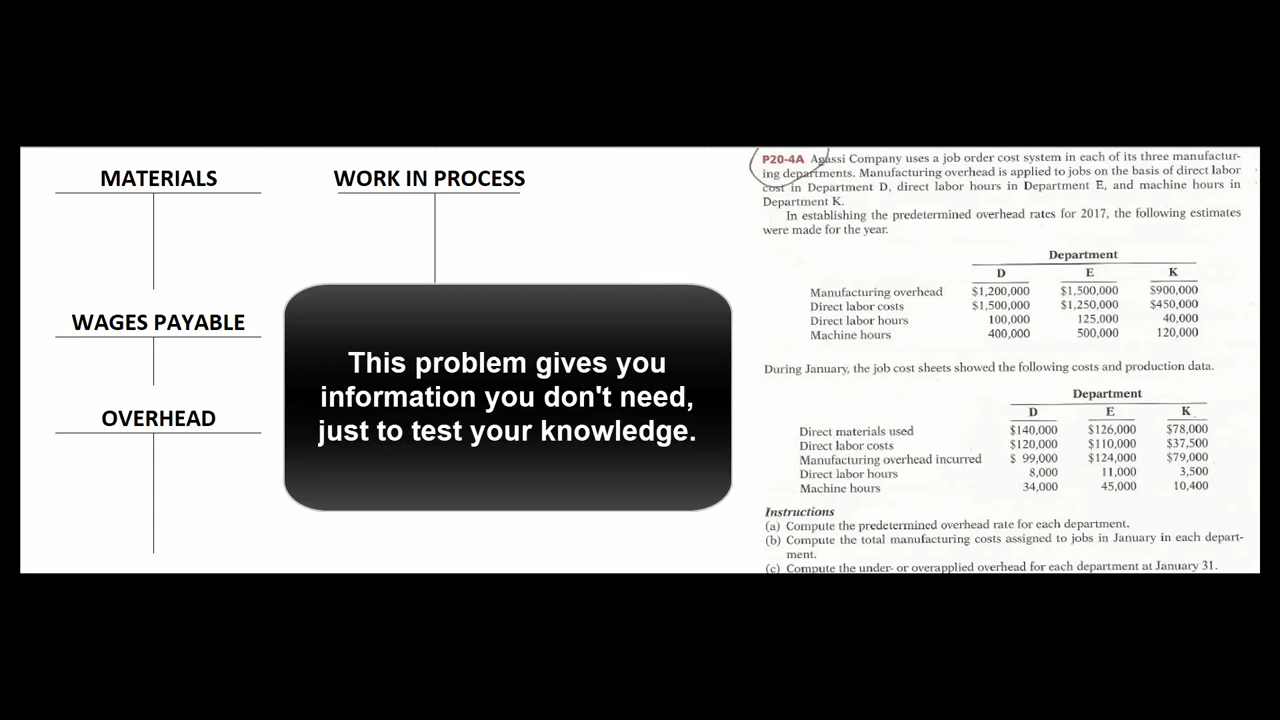 MATERIALS
WORK IN PROCESS
WAGES PAYABLE
OVERHEAD
This problem gives you
information you don't need,
just to test your knowledge.
P20-4A Agassi Company uses a job order cost system in each of its three manufactur-
ing departments. Manufacturing overhead is applied to jobs on the basis of direct labor
cost in Department D, direct labor hours in Department E, and machine hours in
Department K.
In establishing the predetermined overhead rates for 2017, the following estimates
were made for the year.
Department
D E K
Manufacturing overhead $1,200,000 $1,500,000 $900,000
Direct labor costs $1,500,000 $1,250,000 $450,000
Direct labor hours 100,000 125,000 40,000
Machine hours 400,000 500,000 120,000
During January, the job cost sheets showed the following costs and production data.
Department
D E K
Direct materials used $140,000 $126,000 $78,000
Direct labor costs $120,000 $110,000 $37,500
Manufacturing overhead incurred $ 99,000 $124,000 $79,000
Direct labor hours 8,000 11,000 3,500
Machine hours 34,000 45,000 10,400
Instructions
(a) Compute the predetermined overhead rate for each department.
(b) Compute the total manufacturing costs assigned to jobs in January in each depart-
ment.
(c) Compute the under- or overapplied overhead for each department at January 31.